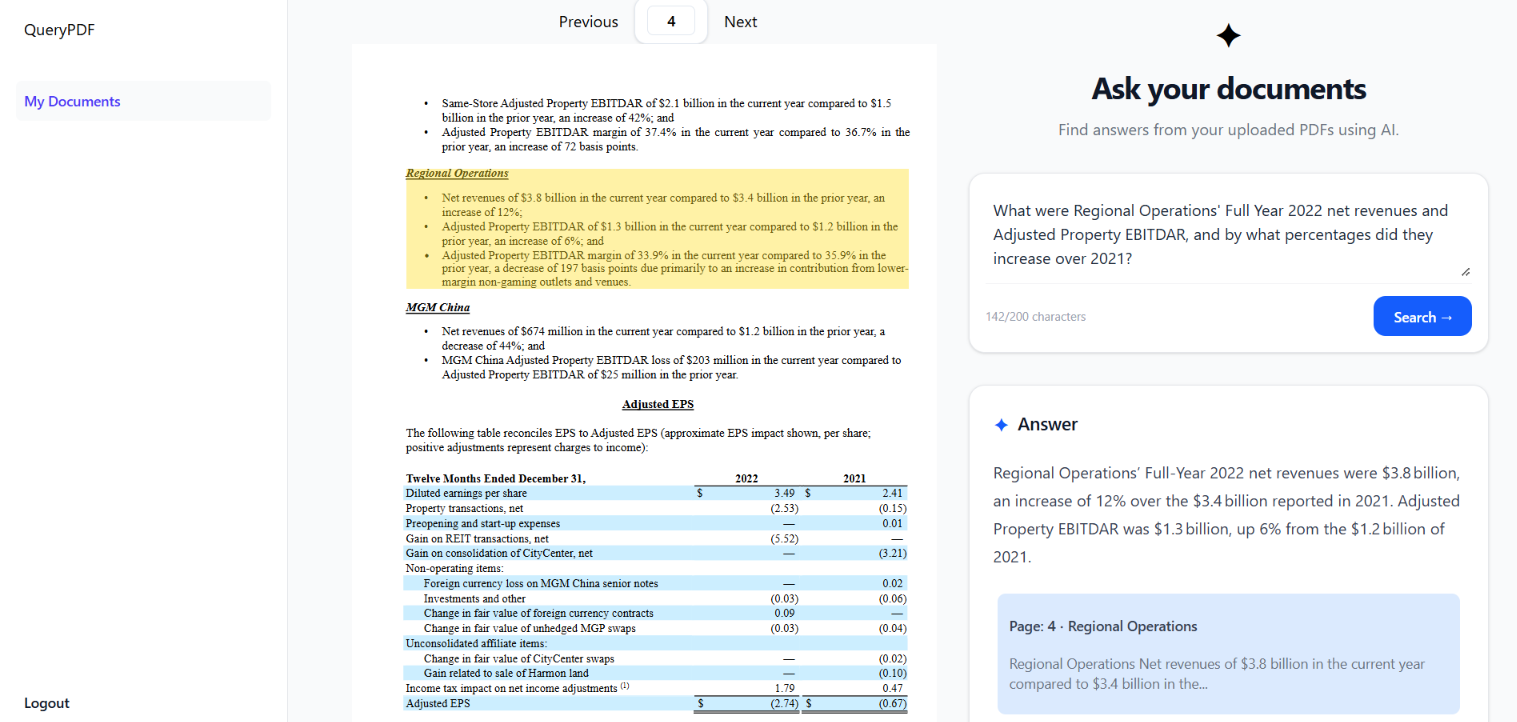 QueryPDF
My Documents
Logout
Previous
4
Next
• Same-Store Adjusted Property EBITDAR of $2.1 billion in the current year compared to $1.5
billion in the prior year, an increase of 42%; and
• Adjusted Property EBITDAR margin of 37.4% in the current year compared to 36.7% in the
prior year, an increase of 72 basis points.
Regional Operations
• Net revenues of $3.8 billion in the current year compared to $3.4 billion in the prior year, an
increase of 12%;
• Adjusted Property EBITDAR of $1.3 billion in the current year compared to $1.2 billion in the
prior year, an increase of 6%; and
• Adjusted Property EBITDAR margin of 33.9% in the current year compared to 35.9% in the
prior year, a decrease of 197 basis points due primarily to an increase in contribution from lower-
margin non-gaming outlets and venues.
MGM China
• Net revenues of $674 million in the current year compared to $1.2 billion in the prior year, a
decrease of 44%; and
• MGM China Adjusted Property EBITDAR loss of $203 million in the current year compared to
Adjusted Property EBITDAR of $25 million in the prior year.
Adjusted EPS
The following table reconciles EPS to Adjusted EPS (approximate EPS impact shown, per share;
positive adjustments represent charges to income):
Twelve Months Ended December 31, 2022 2021
Diluted earnings per share $ 3.49 $ 2.41
Property transactions, net (2.53) (0.15)
Preopening and start-up expenses — 0.01
Gain on REIT transactions, net (5.52) —
Gain on consolidation of CityCenter, net — (3.21)
Non-operating items:
Foreign currency loss on MGM China senior notes — 0.02
Investments and other (0.03) (0.06)
Change in fair value of foreign currency contracts 0.09 —
Change in fair value of unhedged MGP swaps (0.03) (0.04)
Unconsolidated affiliate items:
Change in fair value of CityCenter swaps — (0.02)
Gain related to sale of Harmon land — (0.10)
Income tax impact on net income adjustments (1) 1.79 0.47
Adjusted EPS $ (2.74) $ (0.67)
Ask your documents
Find answers from your uploaded PDFs using AI.
What were Regional Operations' Full Year 2022 net revenues and
Adjusted Property EBITDAR, and by what percentages did they
increase over 2021?
142/200 characters
Search →
Answer
Regional Operations' Full-Year 2022 net revenues were $3.8 billion,
an increase of 12% over the $3.4 billion reported in 2021. Adjusted
Property EBITDAR was $1.3 billion, up 6% from the $1.2 billion of
2021.
Page: 4 · Regional Operations
Regional Operations Net revenues of $3.8 billion in the current year
compared to $3.4 billion in the...